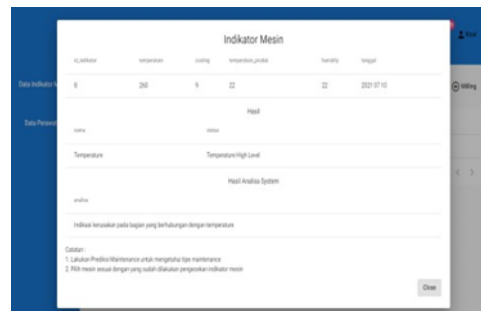 Indikator Mesin
id_indikator temperature cooling temperature_produk humidity tanggal
Data Indikator M 8 260 9 22 22 2021 07 10 Milling
Hasil
nama status
Data Perawat
Temperature Temperature High Level
Hasil Analisa System
analisa
Indikasi kerusakan pada bagian yang berhubungan dengan temperature
Catatan :
1. Lakukan Prediksi Maintenance untuk mengetahui tipe maintenance
2. Pilih mesin sesuai dengan yang sudah dilakukan pengecekan indikator mesin
Close